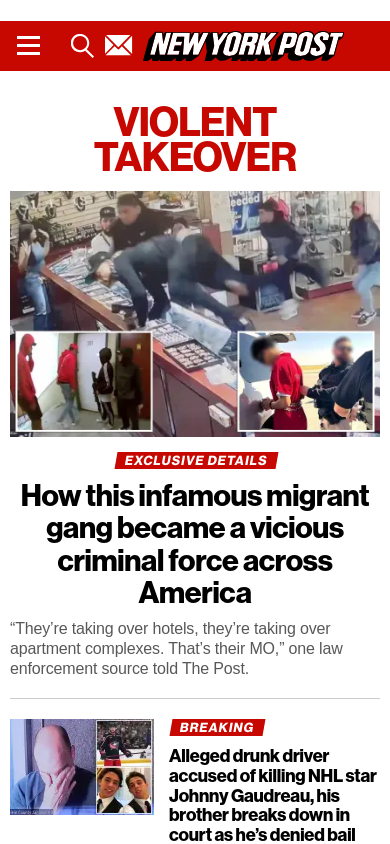 NEW YORK POST
VIOLENT
TAKEOVER
EXCLUSIVE DETAILS
How this infamous migrant
gang became a vicious
criminal force across
America
“They’re taking over hotels, they’re taking over
apartment complexes. That’s their MO,” one law
enforcement source told The Post.
BREAKING
Alleged drunk driver
accused of killing NHL star
Johnny Gaudreau, his
brother breaks down in
court as he’s denied bail